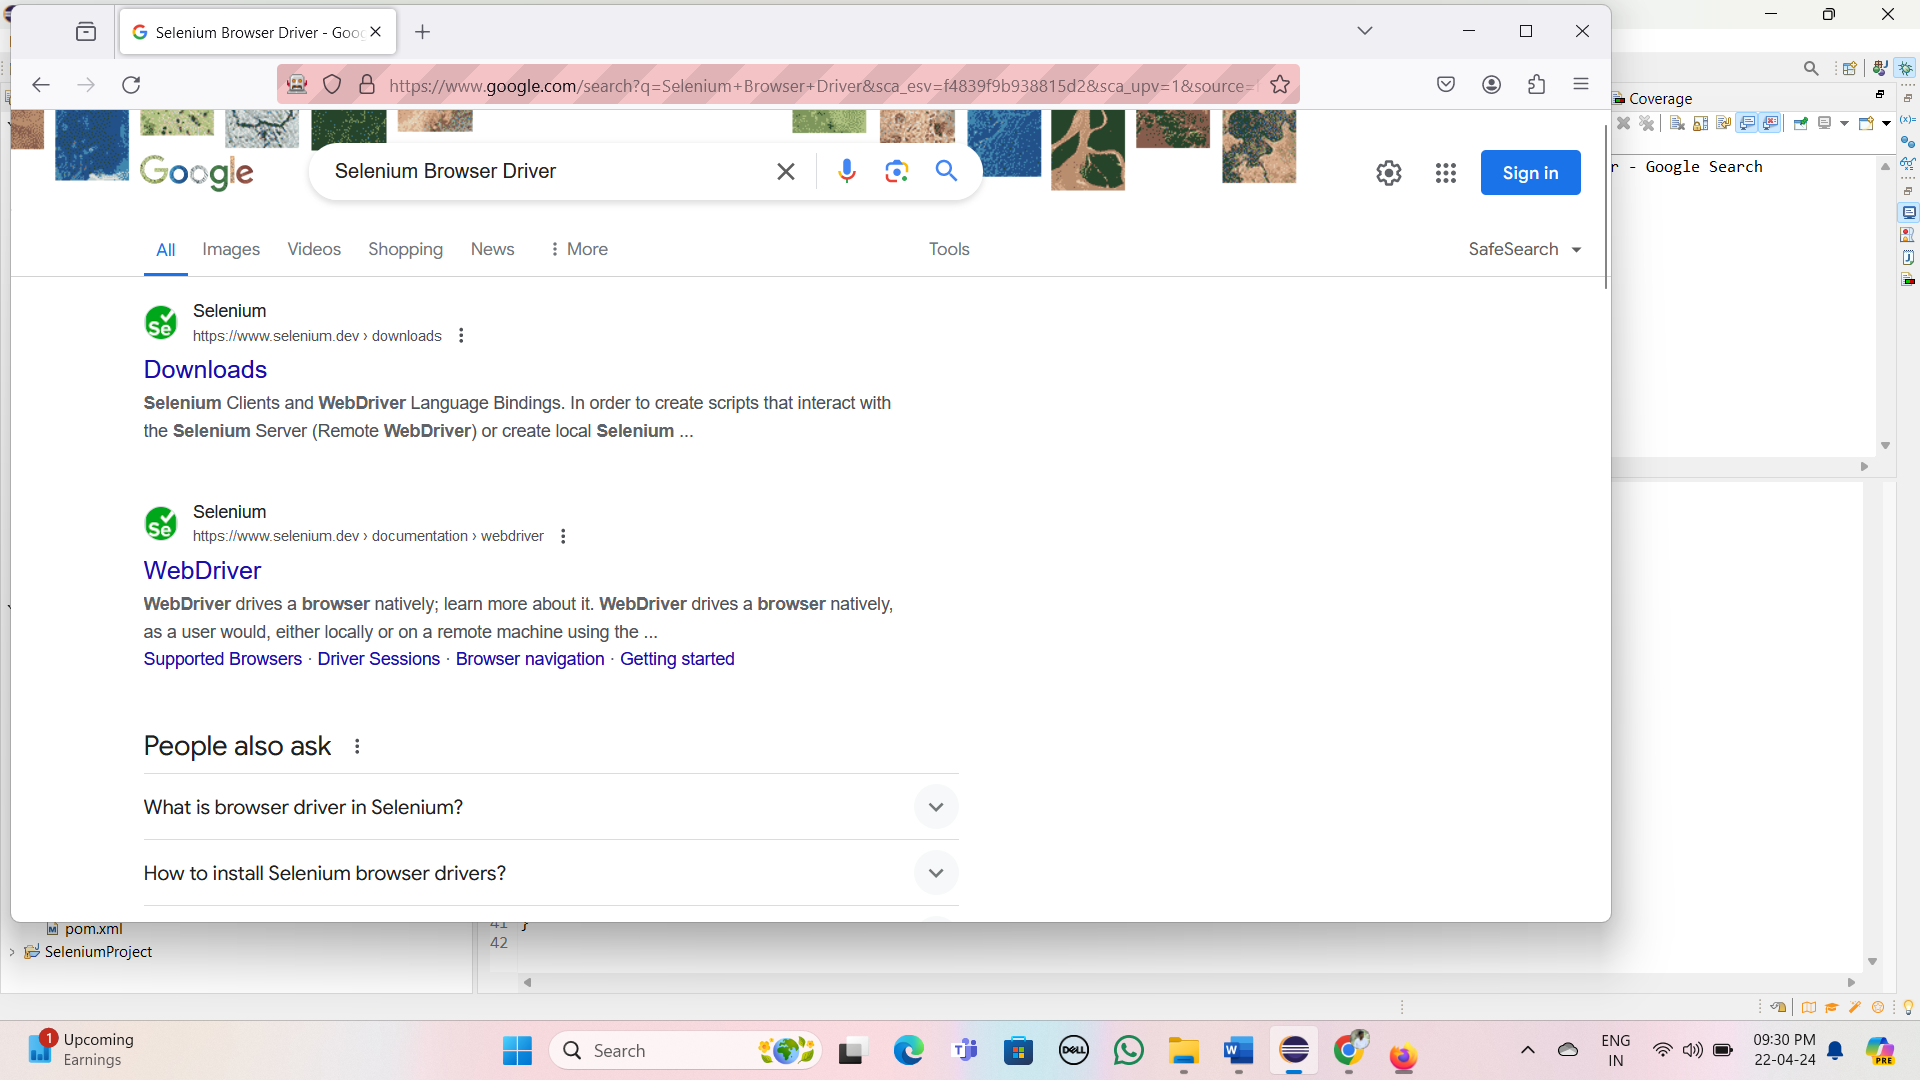 Selenium Browser Driver - Goo
https://www.google.com/search?q=Selenium+Browser+Driver&sca_esv=f4839f9b938815d2&sca_upv=1&source=
Coverage
Google
Selenium Browser Driver
Sign in
r - Google Search
All
Images
Videos
Shopping
News
More
Tools
SafeSearch
Selenium
https://www.selenium.dev › downloads
Downloads
Selenium Clients and WebDriver Language Bindings. In order to create scripts that interact with
the Selenium Server (Remote WebDriver) or create local Selenium ...
Selenium
https://www.selenium.dev › documentation › webdriver
WebDriver
WebDriver drives a browser natively; learn more about it. WebDriver drives a browser natively,
as a user would, either locally or on a remote machine using the ...
Supported Browsers · Driver Sessions · Browser navigation · Getting started
People also ask
What is browser driver in Selenium?
How to install Selenium browser drivers?
pom.xml
SeleniumProject
41 }
42
1
Upcoming
Earnings
Search
DELL
PRE
ENG
IN
09:30 PM
22-04-24